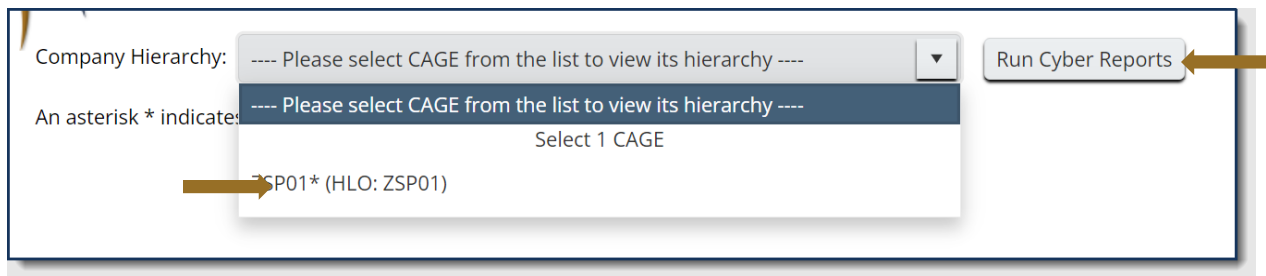 Company Hierarchy: ---- Please select CAGE from the list to view its hierarchy ---- Run Cyber Reports
---- Please select CAGE from the list to view its hierarchy ----
An asterisk * indicates
Select 1 CAGE
ZSP01* (HLO: ZSP01)